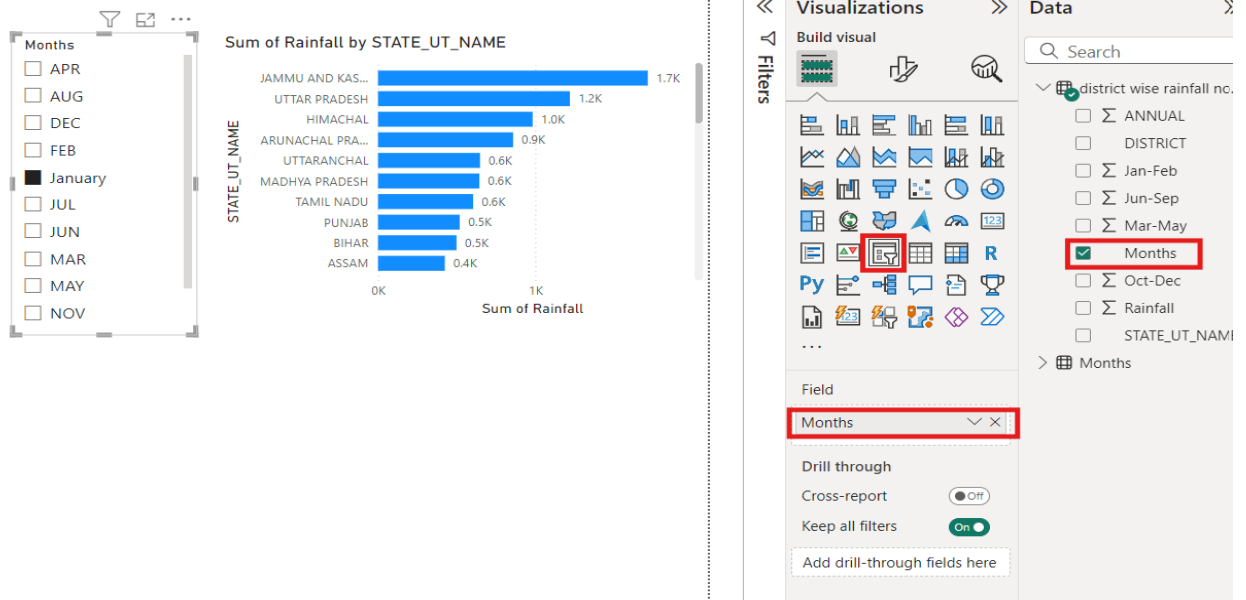 Months
APR
AUG
DEC
FEB
January
JUL
JUN
MAR
MAY
NOV
Sum of Rainfall by STATE_UT_NAME
STATE_UT_NAME
JAMMU AND KAS... 1.7K
UTTAR PRADESH 1.2K
HIMACHAL 1.0K
ARUNACHAL PRA... 0.9K
UTTARANCHAL 0.6K
MADHYA PRADESH 0.6K
TAMIL NADU 0.6K
PUNJAB 0.5K
BIHAR 0.5K
ASSAM 0.4K
0K 1K
Sum of Rainfall
Filters
Visualizations
Build visual
123
R
Py
123
...
Field
Months
Drill through
Cross-report Off
Keep all filters On
Add drill-through fields here
Data
Search
district wise rainfall no.
ANNUAL
DISTRICT
Jan-Feb
Jun-Sep
Mar-May
Months
Oct-Dec
Rainfall
STATE_UT_NAME
Months